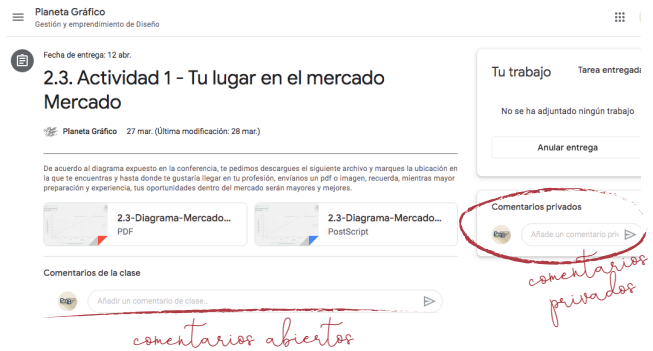 Planeta Gráfico
Gestión y emprendimiento de Diseño
Fecha de entrega: 12 abr.
2.3. Actividad 1 - Tu lugar en el mercado
Mercado
Planeta Gráfico 27 mar. (Última modificación: 28 mar.)
De acuerdo al diagrama expuesto en la conferencia, te pedimos descargues el siguiente archivo y marques la ubicación en
la que te encuentras y hasta donde te gustaría llegar en tu profesión, envíanos un pdf o imagen, recuerda, mientras mayor
preparación y experiencia, tus oportunidades dentro del mercado serán mayores y mejores.
2.3-Diagrama-Mercado...
PDF
2.3-Diagrama-Mercado...
PostScript
Comentarios de la clase
Añadir un comentario de clase...
comentarios abiertos
Tu trabajo
Tarea entregada
No se ha adjuntado ningún trabajo
Anular entrega
Comentarios privados
Añade un comentario priv
comentarios
privados